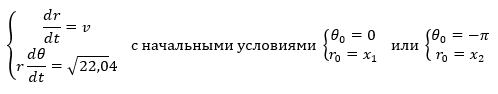 { dr/dt = v
r dθ/dt = √22,04
с начальными условиями { θ₀ = 0
r₀ = x₁
или { θ₀ = −π
r₀ = x₂